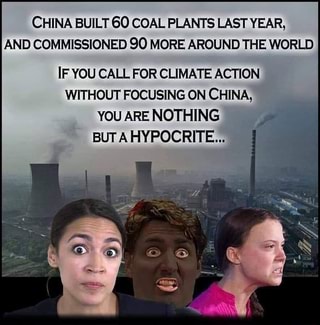 CHINA BUILT 60 COAL PLANTS LAST YEAR,
AND COMMISSIONED 90 MORE AROUND THE WORLD
IF YOU CALL FOR CLIMATE ACTION
WITHOUT FOCUSING ON CHINA,
YOU ARE NOTHING
BUT A HYPOCRITE...